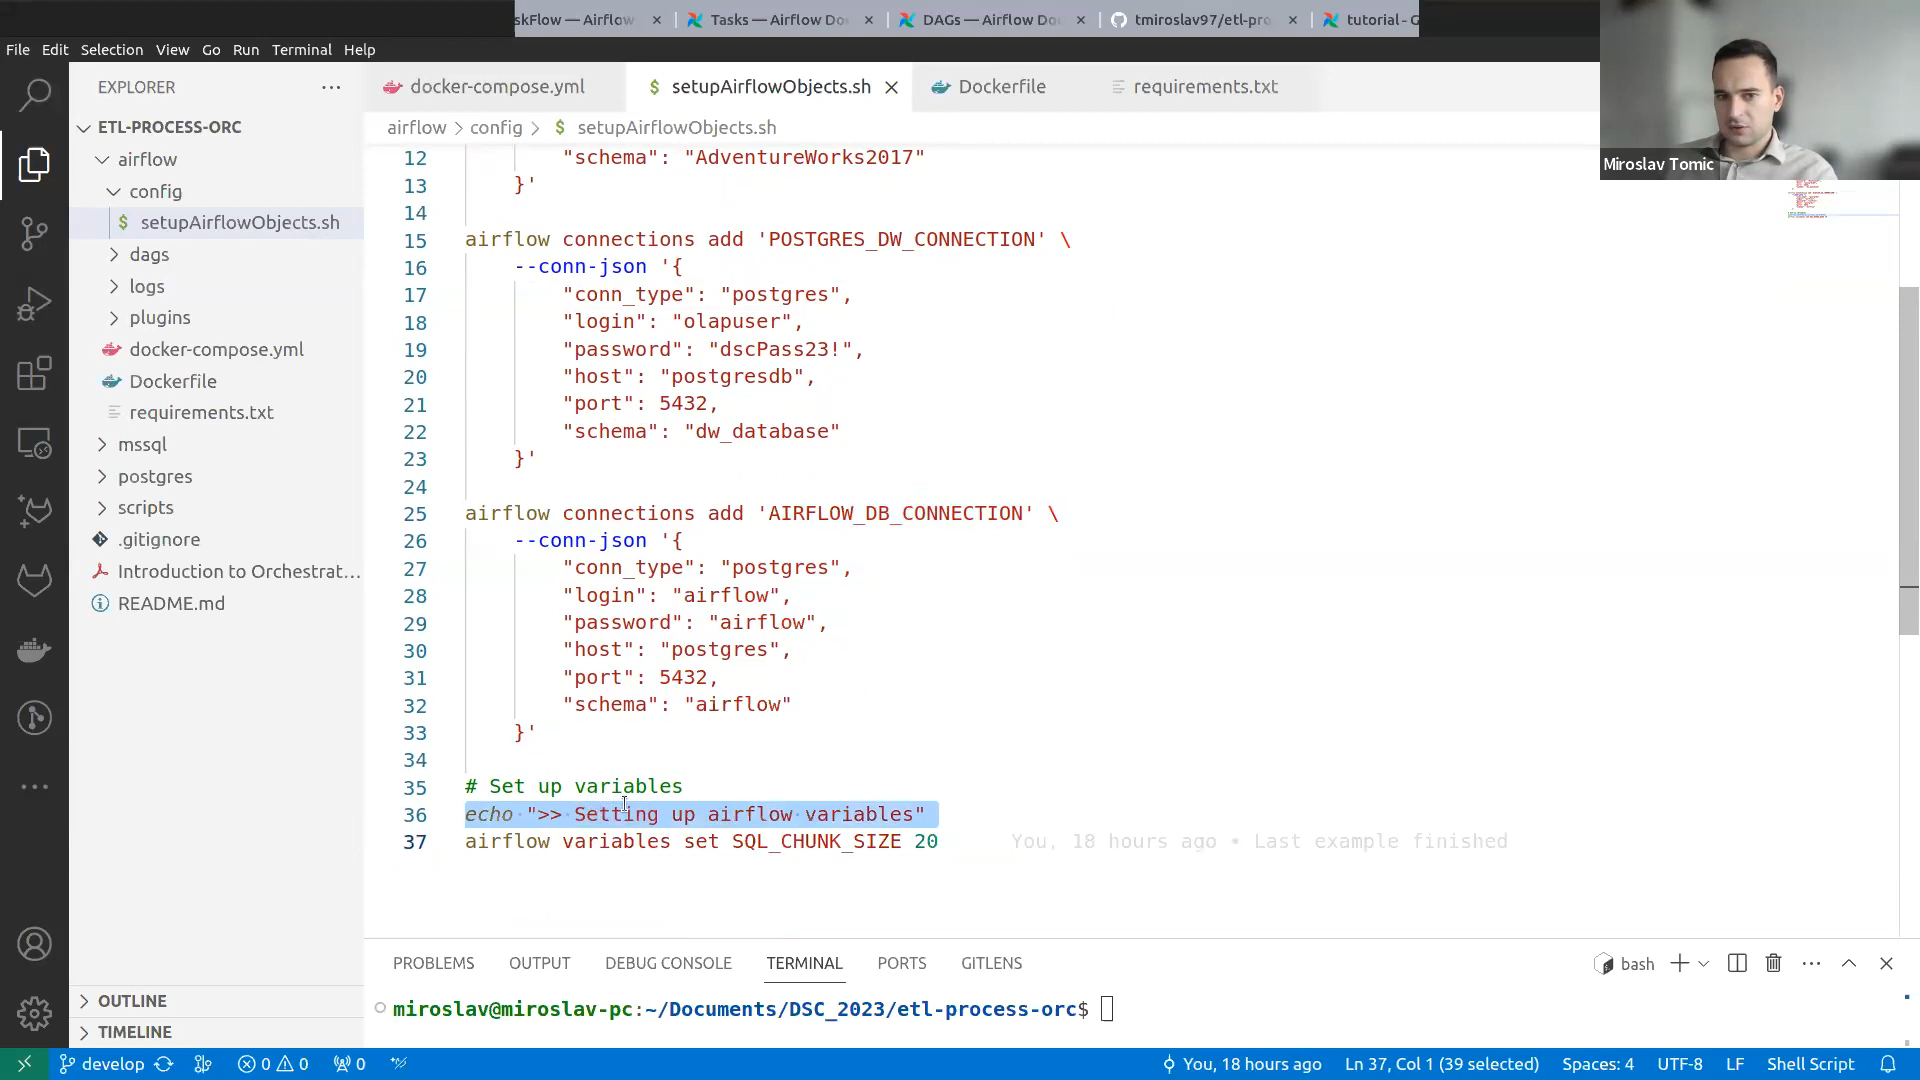 skFlow — Airflow
Tasks — Airflow Do
DAGs — Airflow Do
tmiroslav97/etl-pro
tutorial - G
File Edit Selection View Go Run Terminal Help
EXPLORER
docker-compose.yml
setupAirflowObjects.sh
Dockerfile
requirements.txt
Miroslav Tomic
airflow > config > $ setupAirflowObjects.sh
ETL-PROCESS-ORC
airflow
config
$ setupAirflowObjects.sh
dags
logs
plugins
docker-compose.yml
Dockerfile
requirements.txt
mssql
postgres
scripts
.gitignore
Introduction to Orchestrat...
README.md
OUTLINE
TIMELINE
12 "schema": "AdventureWorks2017"
13 }'
14
15 airflow connections add 'POSTGRES_DW_CONNECTION' \
16 --conn-json '{
17 "conn_type": "postgres",
18 "login": "olapuser",
19 "password": "dscPass23!",
20 "host": "postgresdb",
21 "port": 5432,
22 "schema": "dw_database"
23 }'
24
25 airflow connections add 'AIRFLOW_DB_CONNECTION' \
26 --conn-json '{
27 "conn_type": "postgres",
28 "login": "airflow",
29 "password": "airflow",
30 "host": "postgres",
31 "port": 5432,
32 "schema": "airflow"
33 }'
34
35 # Set up variables
36 echo ">> Setting up airflow variables"
37 airflow variables set SQL_CHUNK_SIZE 20 You, 18 hours ago • Last example finished
PROBLEMS OUTPUT DEBUG CONSOLE TERMINAL PORTS GITLENS
bash
miroslav@miroslav-pc:~/Documents/DSC_2023/etl-process-orc$
develop 0 0 0 You, 18 hours ago Ln 37, Col 1 (39 selected) Spaces: 4 UTF-8 LF Shell Script